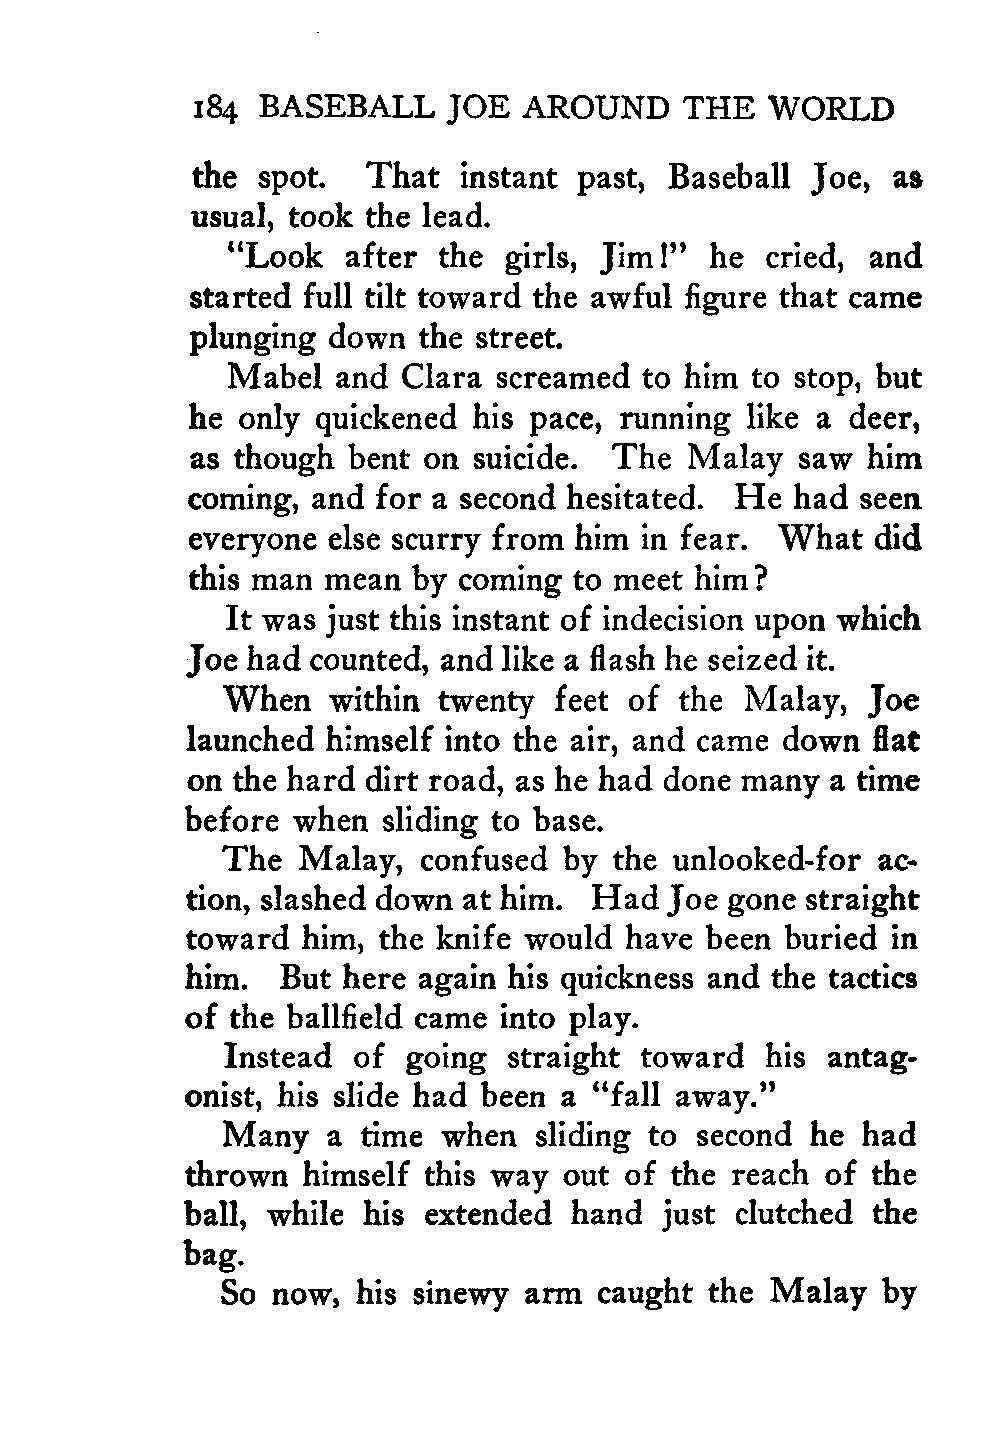 184 BASEBALL JOE AROUND THE WORLD
the spot. That instant past, Baseball Joe, as
usual, took the lead.
"Look after the girls, Jim!" he cried, and
started full tilt toward the awful figure that came
plunging down the street.
Mabel and Clara screamed to him to stop, but
he only quickened his pace, running like a deer,
as though bent on suicide. The Malay saw him
coming, and for a second hesitated. He had seen
everyone else scurry from him in fear. What did
this man mean by coming to meet him?
It was just this instant of indecision upon which
Joe had counted, and like a flash he seized it.
When within twenty feet of the Malay, Joe
launched himself into the air, and came down flat
on the hard dirt road, as he had done many a time
before when sliding to base.
The Malay, confused by the unlooked-for ac-
tion, slashed down at him. Had Joe gone straight
toward him, the knife would have been buried in
him. But here again his quickness and the tactics
of the ballfield came into play.
Instead of going straight toward his antag-
onist, his slide had been a "fall away."
Many a time when sliding to second he had
thrown himself this way out of the reach of the
ball, while his extended hand just clutched the
bag.
So now, his sinewy arm caught the Malay by